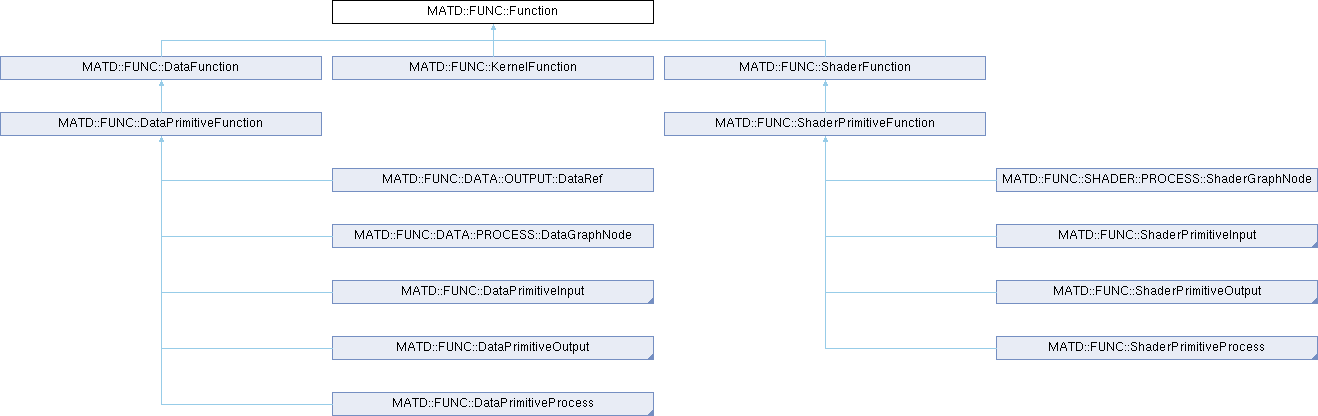 MATD::FUNC::Function
MATD::FUNC::DataFunction
MATD::FUNC::KernelFunction
MATD::FUNC::ShaderFunction
MATD::FUNC::DataPrimitiveFunction
MATD::FUNC::ShaderPrimitiveFunction
MATD::FUNC::DATA::OUTPUT::DataRef
MATD::FUNC::SHADER::PROCESS::ShaderGraphNode
MATD::FUNC::DATA::PROCESS::DataGraphNode
MATD::FUNC::ShaderPrimitiveInput
MATD::FUNC::DataPrimitiveInput
MATD::FUNC::ShaderPrimitiveOutput
MATD::FUNC::DataPrimitiveOutput
MATD::FUNC::ShaderPrimitiveProcess
MATD::FUNC::DataPrimitiveProcess